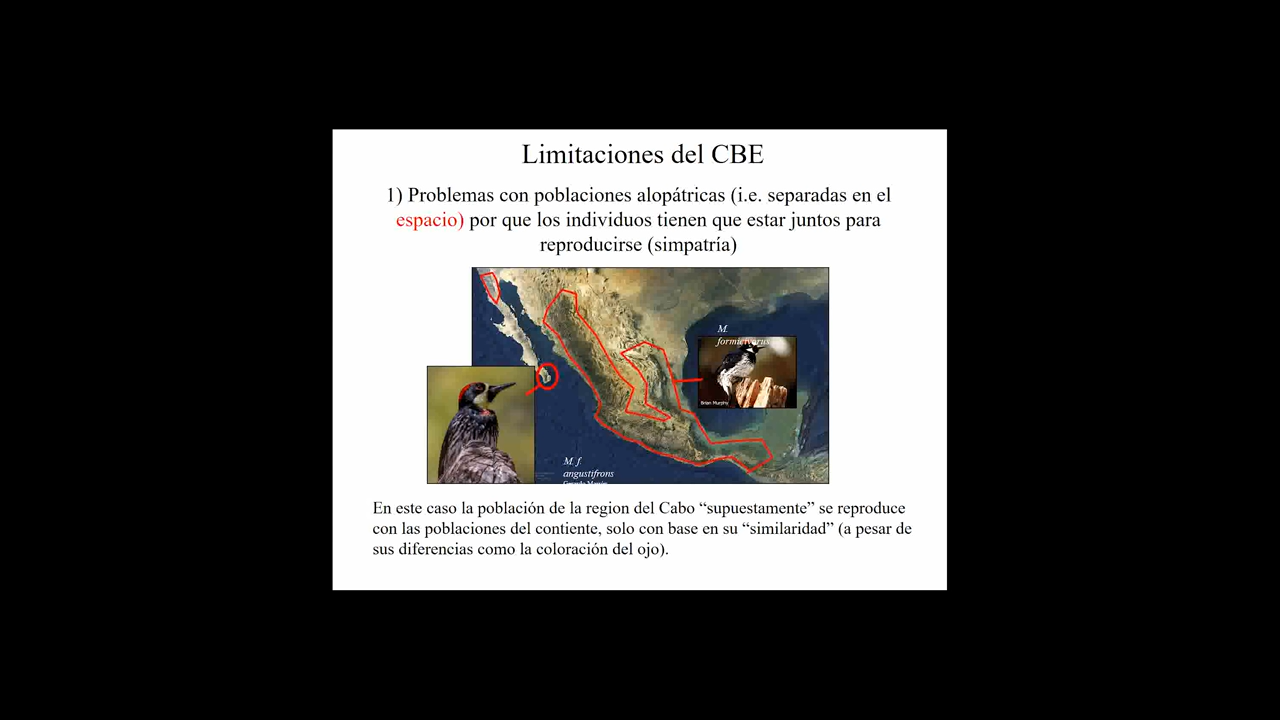 Limitaciones del CBE
1) Problemas con poblaciones alopátricas (i.e. separadas en el
espacio) por que los individuos tienen que estar juntos para
reproducirse (simpatría)
M.
formicivorus
Brian Murphy
M. f.
angustifrons
En este caso la población de la region del Cabo “supuestamente” se reproduce
con las poblaciones del contiente, solo con base en su “similaridad” (a pesar de
sus diferencias como la coloración del ojo).